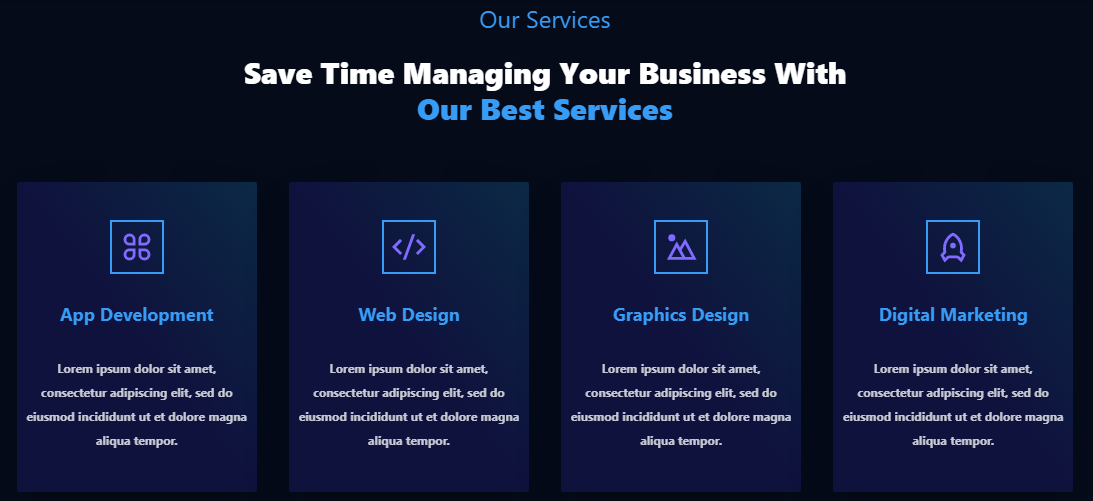 Our Services
Save Time Managing Your Business With
Our Best Services
App Development
Lorem ipsum dolor sit amet,
consectetur adipiscing elit, sed do
eiusmod incididunt ut et dolore magna
aliqua tempor.
Web Design
Lorem ipsum dolor sit amet,
consectetur adipiscing elit, sed do
eiusmod incididunt ut et dolore magna
aliqua tempor.
Graphics Design
Lorem ipsum dolor sit amet,
consectetur adipiscing elit, sed do
eiusmod incididunt ut et dolore magna
aliqua tempor.
Digital Marketing
Lorem ipsum dolor sit amet,
consectetur adipiscing elit, sed do
eiusmod incididunt ut et dolore magna
aliqua tempor.